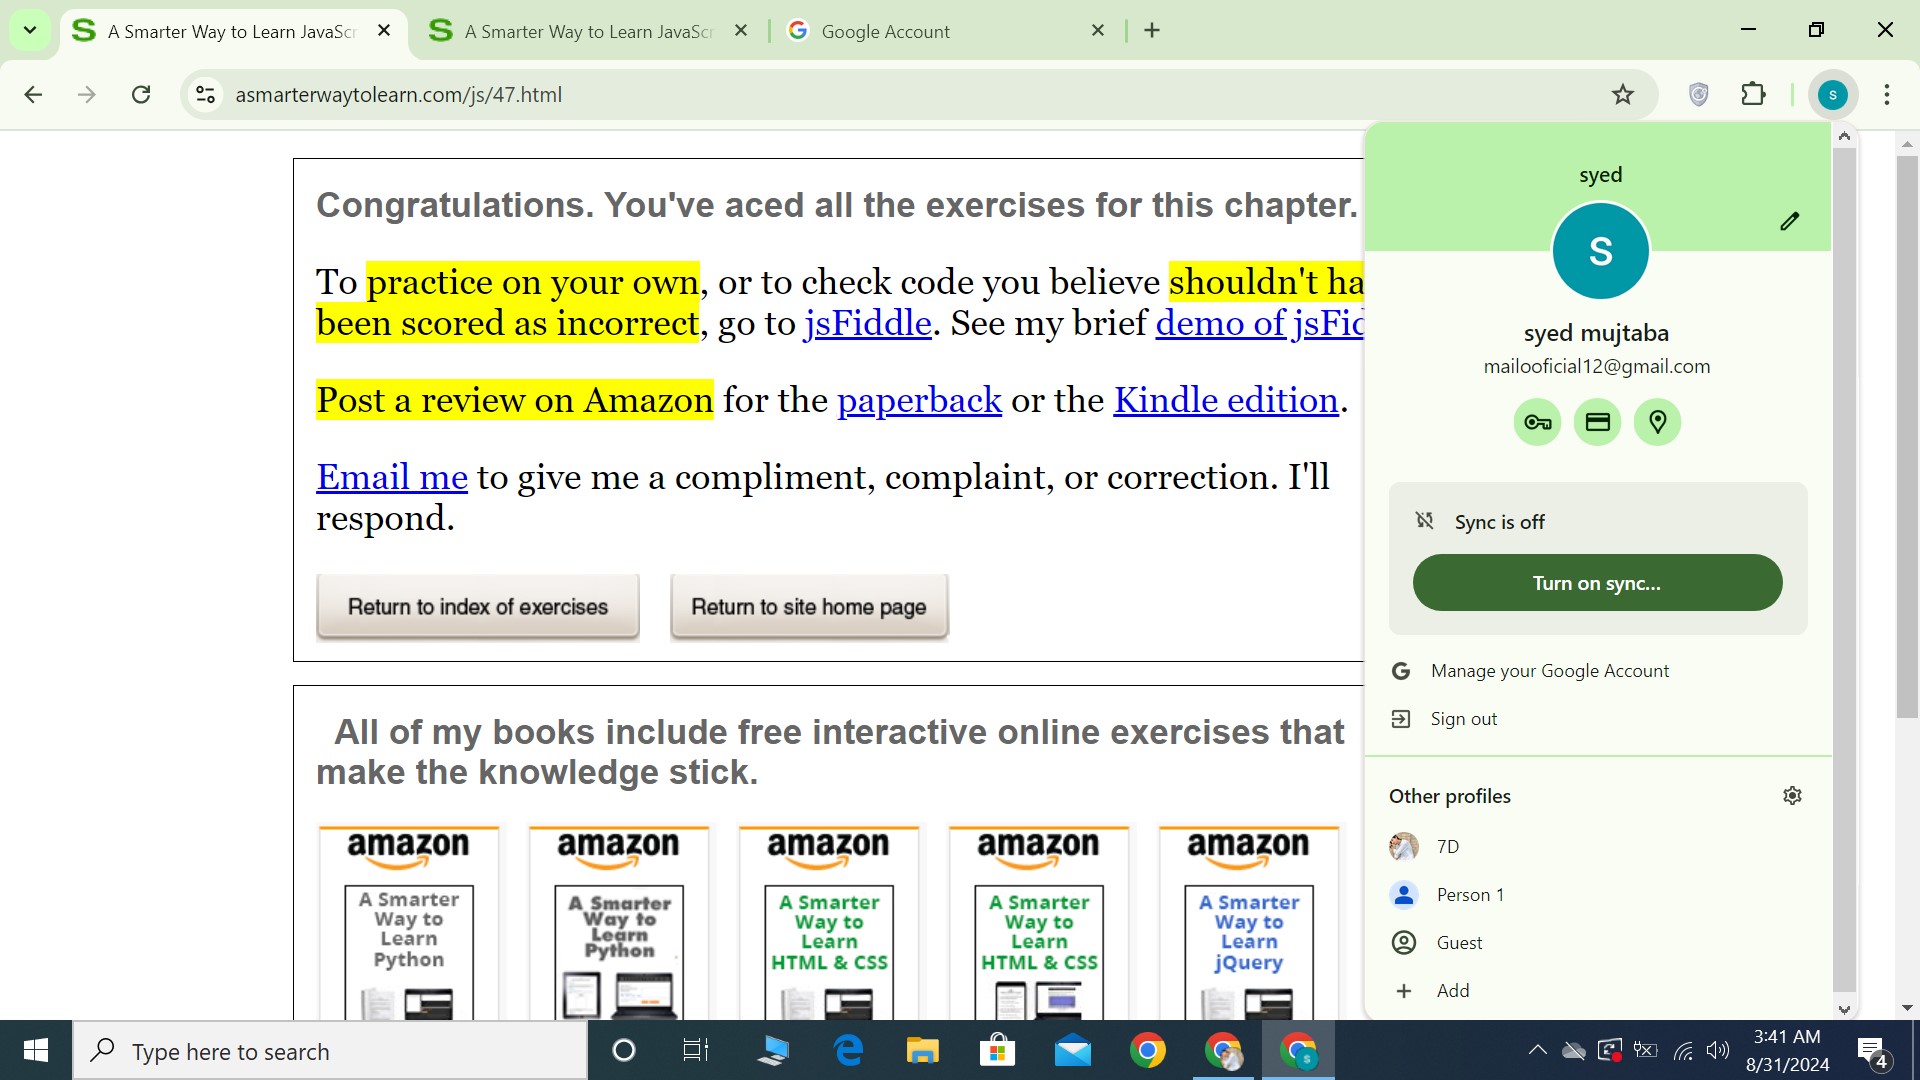 A Smarter Way to Learn JavaScr
A Smarter Way to Learn JavaScr
Google Account
asmarterwaytolearn.com/js/47.html
S
Congratulations. You've aced all the exercises for this chapter.
To practice on your own, or to check code you believe shouldn't ha
been scored as incorrect, go to jsFiddle. See my brief demo of jsFid
Post a review on Amazon for the paperback or the Kindle edition.
Email me to give me a compliment, complaint, or correction. I'll
respond.
Return to index of exercises
Return to site home page
All of my books include free interactive online exercises that
make the knowledge stick.
amazon
A Smarter
Way to
Learn
Python
amazon
A Smarter
Way to
Learn
Python
amazon
A Smarter
Way to
Learn
HTML & CSS
amazon
A Smarter
Way to
Learn
HTML & CSS
amazon
A Smarter
Way to
Learn
jQuery
syed
S
syed mujtaba
mailooficial12@gmail.com
Sync is off
Turn on sync...
Manage your Google Account
Sign out
Other profiles
7D
Person 1
Guest
Add
Type here to search
3:41 AM
8/31/2024
4